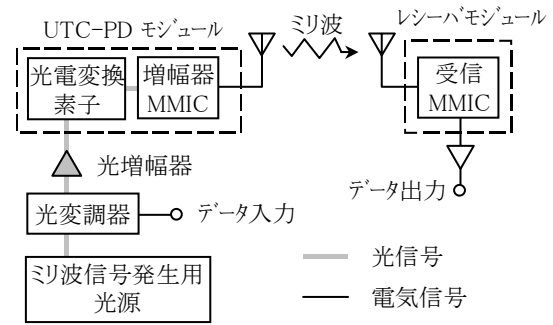 UTC-PD モジュール
ミリ波
レシーバモジュール
光電変換
素子
増幅器
MMIC
受信
MMIC
光増幅器
データ出力
光変調器
データ入力
ミリ波信号発生用
光源
光信号
電気信号